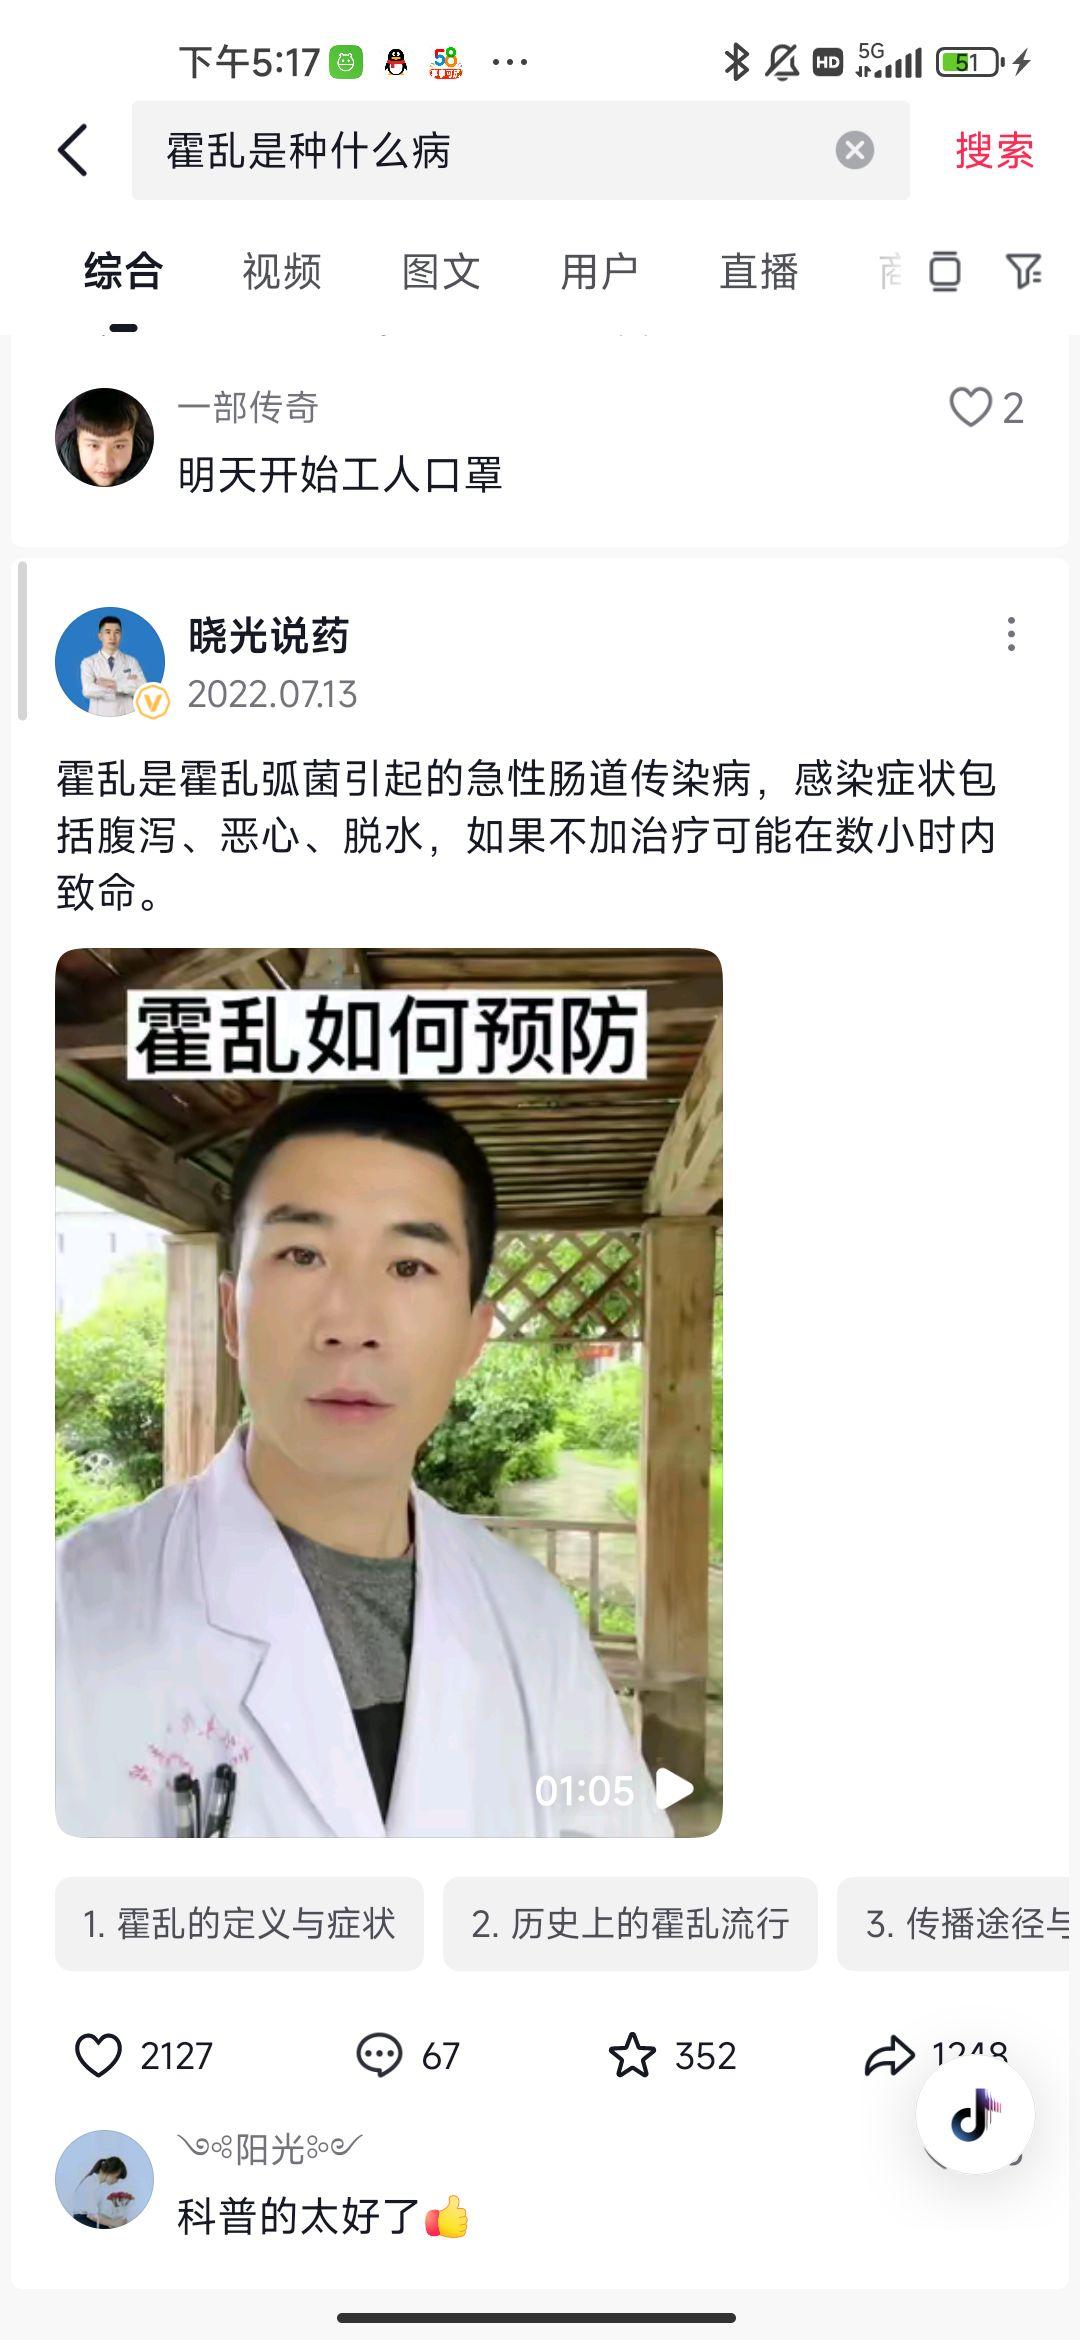 下午5:17 58 ... HD 5G 51
霍乱是种什么病 搜索
综合 视频 图文 用户 直播
一部传奇 2
明天开始工人口罩
晓光说药
2022.07.13
霍乱是霍乱弧菌引起的急性肠道传染病，感染症状包
括腹泻、恶心、脱水，如果不加治疗可能在数小时内
致命。
霍乱如何预防
01:05
1. 霍乱的定义与症状 2. 历史上的霍乱流行 3. 传播途径与
2127 67 352 1248
阳光
科普的太好了👍